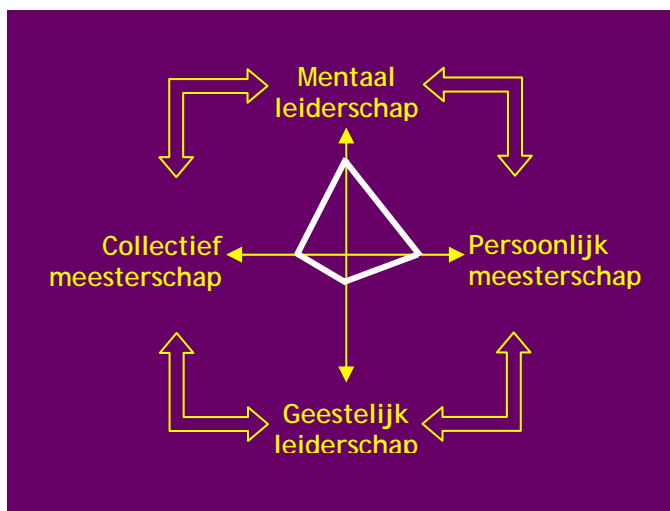 Mentaal
leiderschap
Collectief
meesterschap
Persoonlijk
meesterschap
Geestelijk
leiderschap